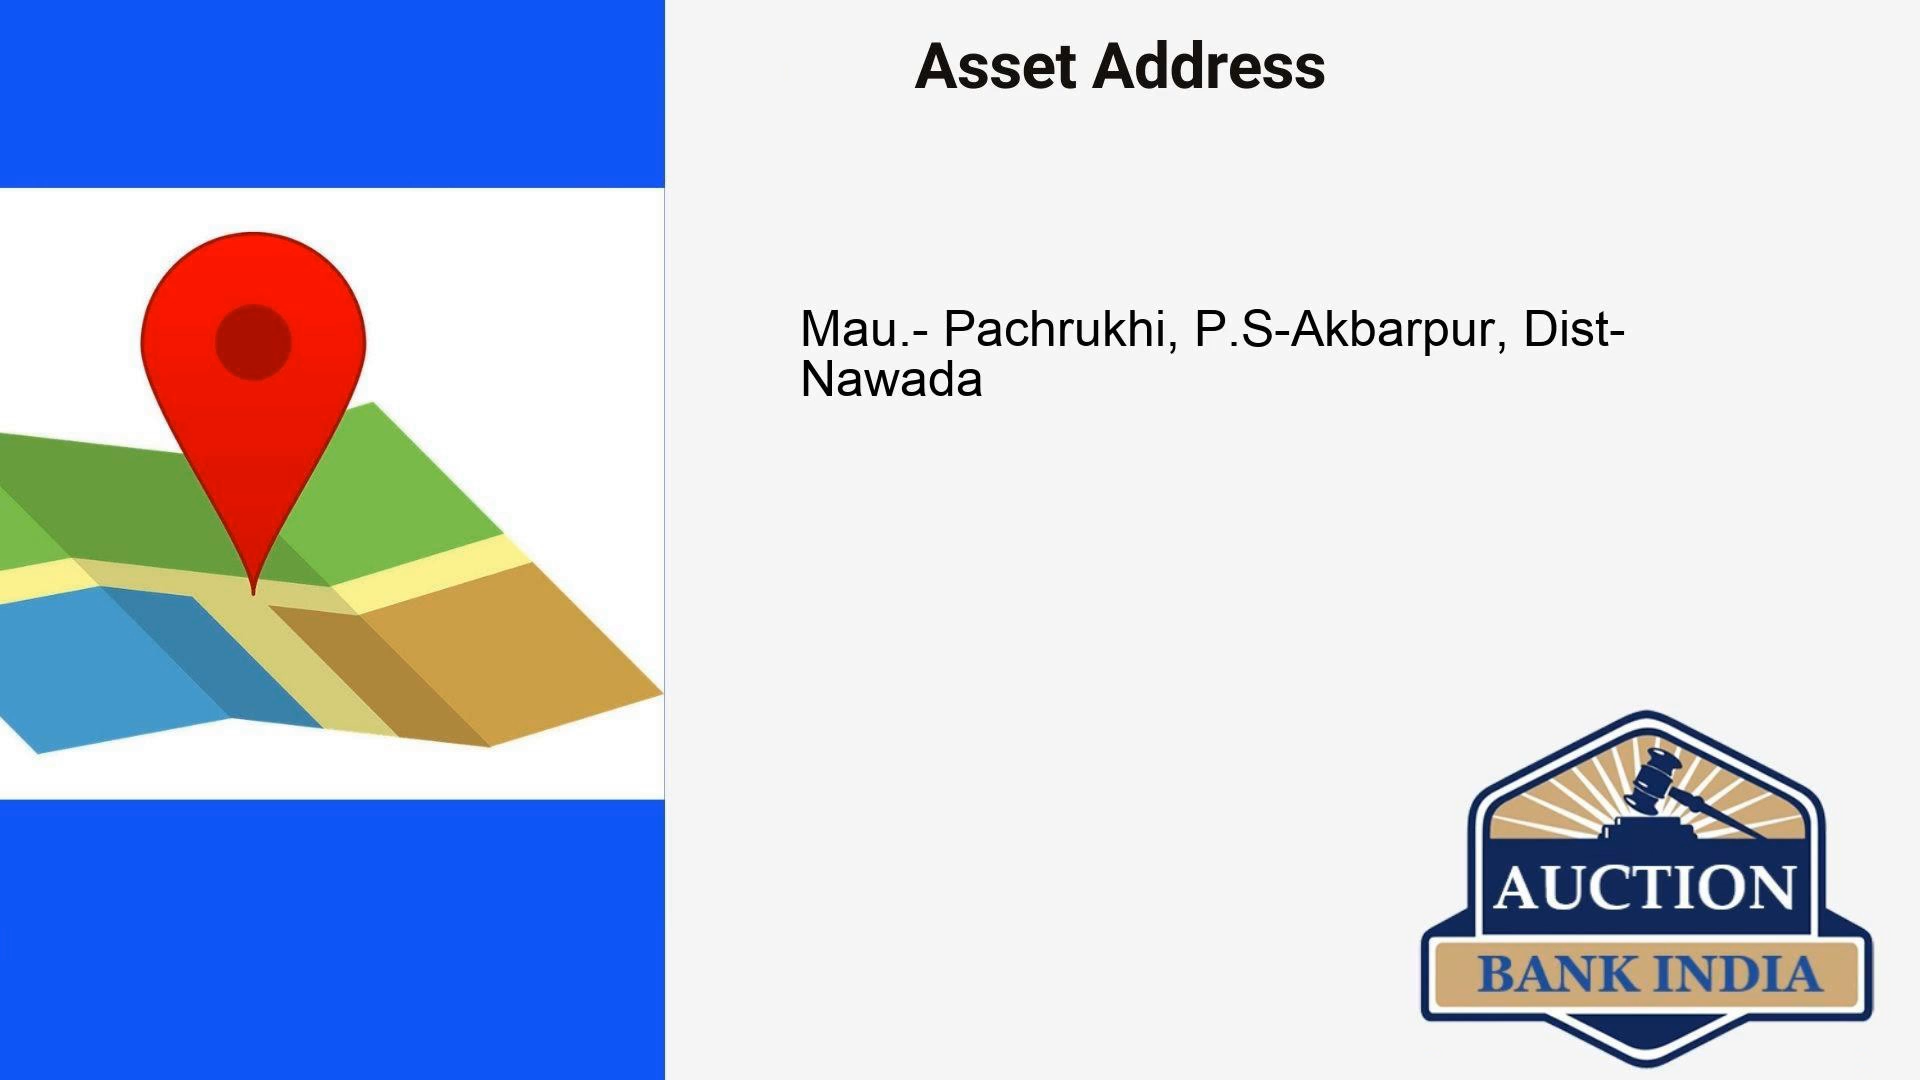 Asset Address
Mau.- Pachrukhi, P.S-Akbarpur, Dist-
Nawada
AUCTION
BANK INDIA